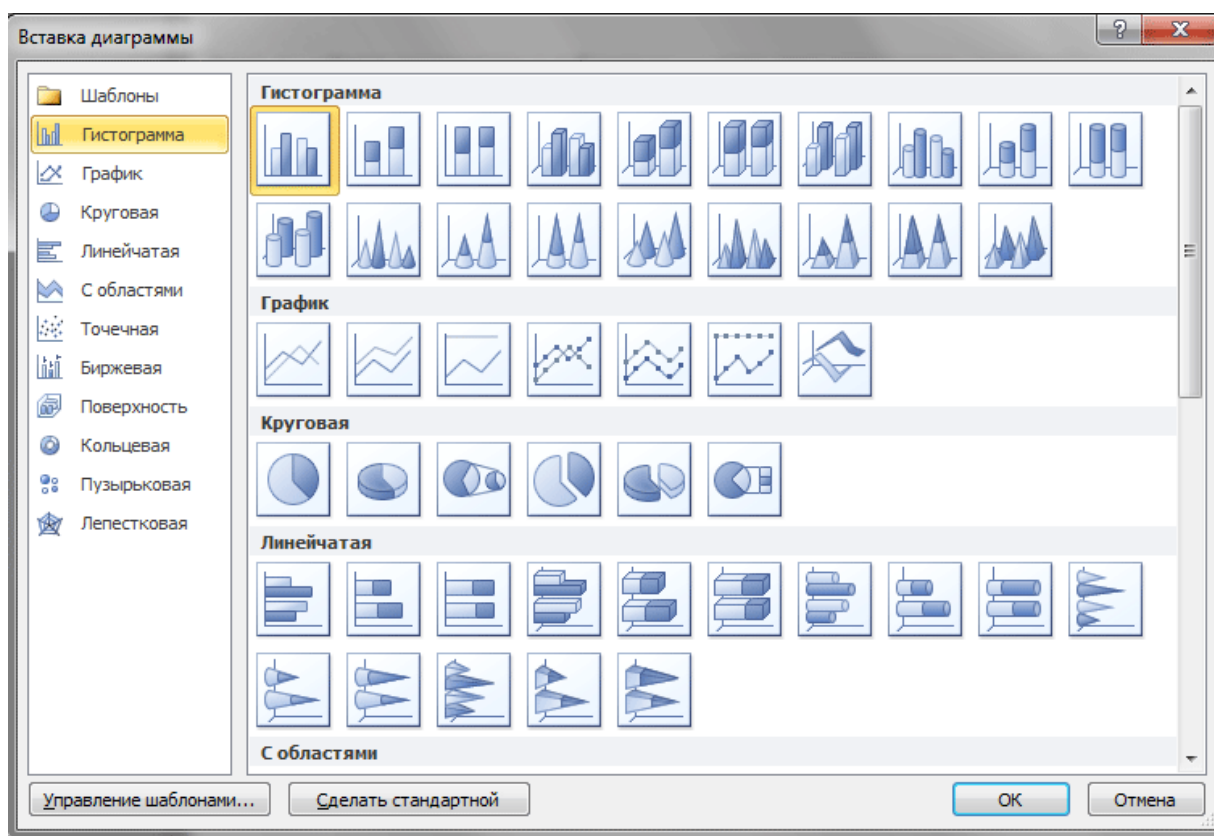 Вставка диаграммы
Шаблоны
Гистограмма
График
Круговая
Линейчатая
С областями
Точечная
Биржевая
Поверхность
Кольцевая
Пузырьковая
Лепестковая
Гистограмма
График
Круговая
Линейчатая
С областями
Управление шаблонами...
Сделать стандартной
ОК
Отмена